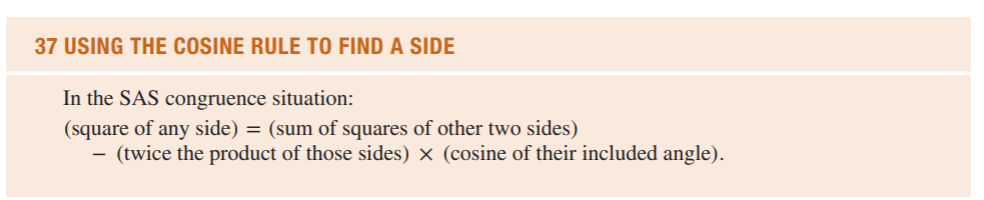 37 USING THE COSINE RULE TO FIND A SIDE
In the SAS congruence situation:
(square of any side) = (sum of squares of other two sides)
− (twice the product of those sides) × (cosine of their included angle).